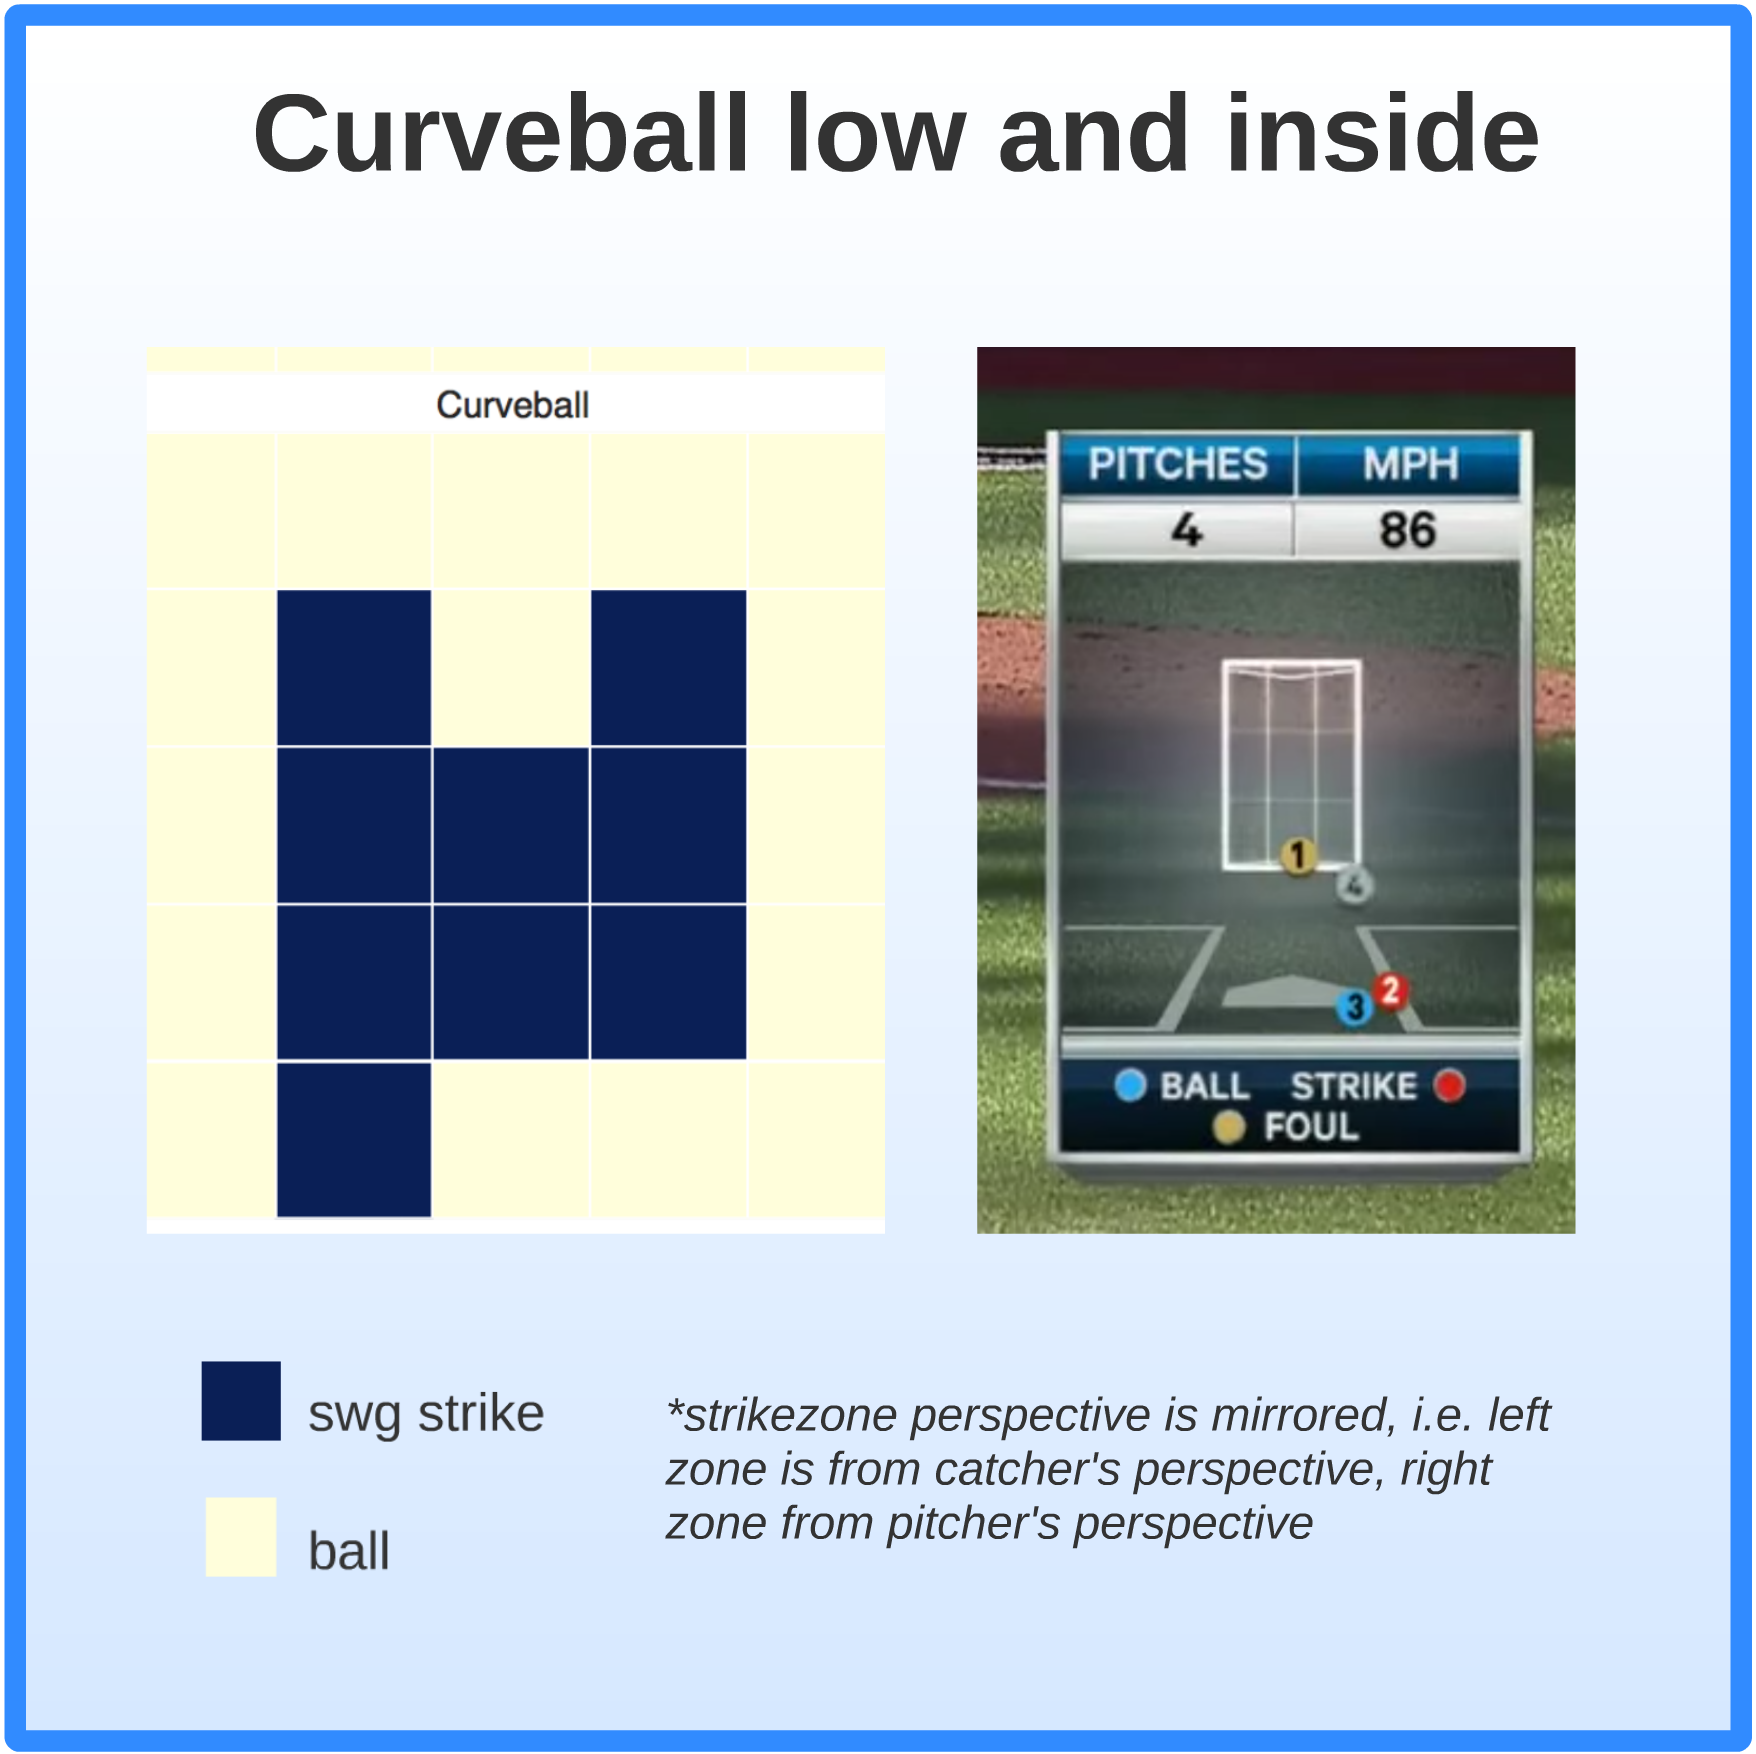 Curveball low and inside
Curveball
PITCHES MPH
4 86
1
4
2
3
BALL STRIKE
FOUL
swg strike
ball
*strikezone perspective is mirrored, i.e. left
zone is from catcher's perspective, right
zone from pitcher's perspective